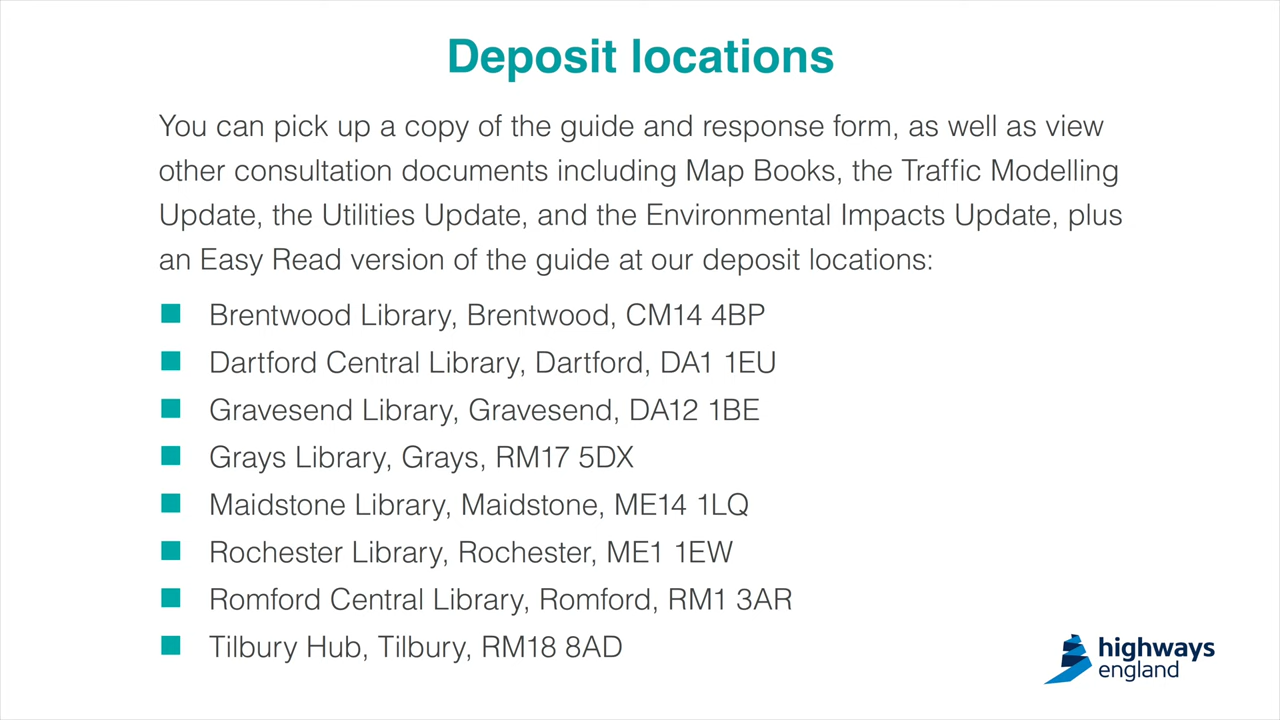 Deposit locations
You can pick up a copy of the guide and response form, as well as view
other consultation documents including Map Books, the Traffic Modelling
Update, the Utilities Update, and the Environmental Impacts Update, plus
an Easy Read version of the guide at our deposit locations:
Brentwood Library, Brentwood, CM14 4BP
Dartford Central Library, Dartford, DA1 1EU
Gravesend Library, Gravesend, DA12 1BE
Grays Library, Grays, RM17 5DX
Maidstone Library, Maidstone, ME14 1LQ
Rochester Library, Rochester, ME1 1EW
Romford Central Library, Romford, RM1 3AR
Tilbury Hub, Tilbury, RM18 8AD
highways
england